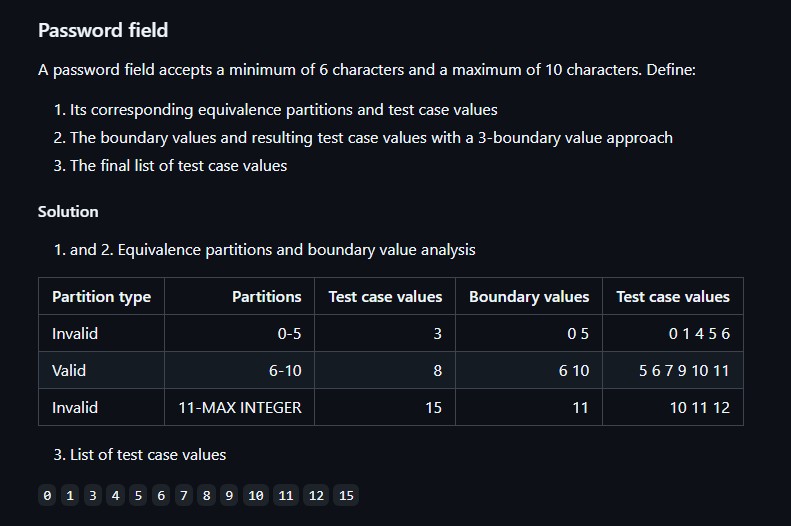 Password field
A password field accepts a minimum of 6 characters and a maximum of 10 characters. Define:
1. Its corresponding equivalence partitions and test case values
2. The boundary values and resulting test case values with a 3-boundary value approach
3. The final list of test case values
Solution
1. and 2. Equivalence partitions and boundary value analysis
Partition type Partitions Test case values Boundary values Test case values
Invalid 0-5 3 0 5 0 1 4 5 6
Valid 6-10 8 6 10 5 6 7 9 10 11
Invalid 11-MAX INTEGER 15 11 10 11 12
3. List of test case values
0 1 3 4 5 6 7 8 9 10 11 12 15